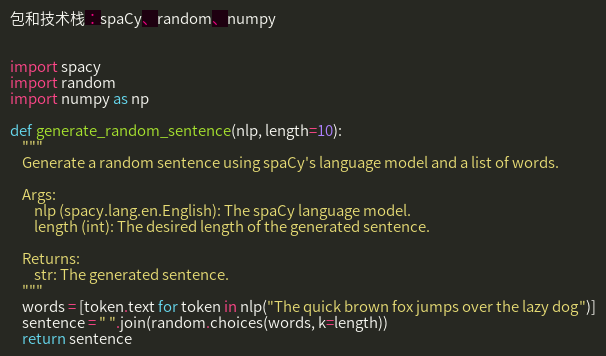 包和技术栈：spaCy、random、numpy
import spacy
import random
import numpy as np
def generate_random_sentence(nlp, length=10):
"""
Generate a random sentence using spaCy's language model and a list of words.
Args:
nlp (spacy.lang.en.English): The spaCy language model.
length (int): The desired length of the generated sentence.
Returns:
str: The generated sentence.
"""
words = [token.text for token in nlp("The quick brown fox jumps over the lazy dog")]
sentence = " ".join(random.choices(words, k=length))
return sentence